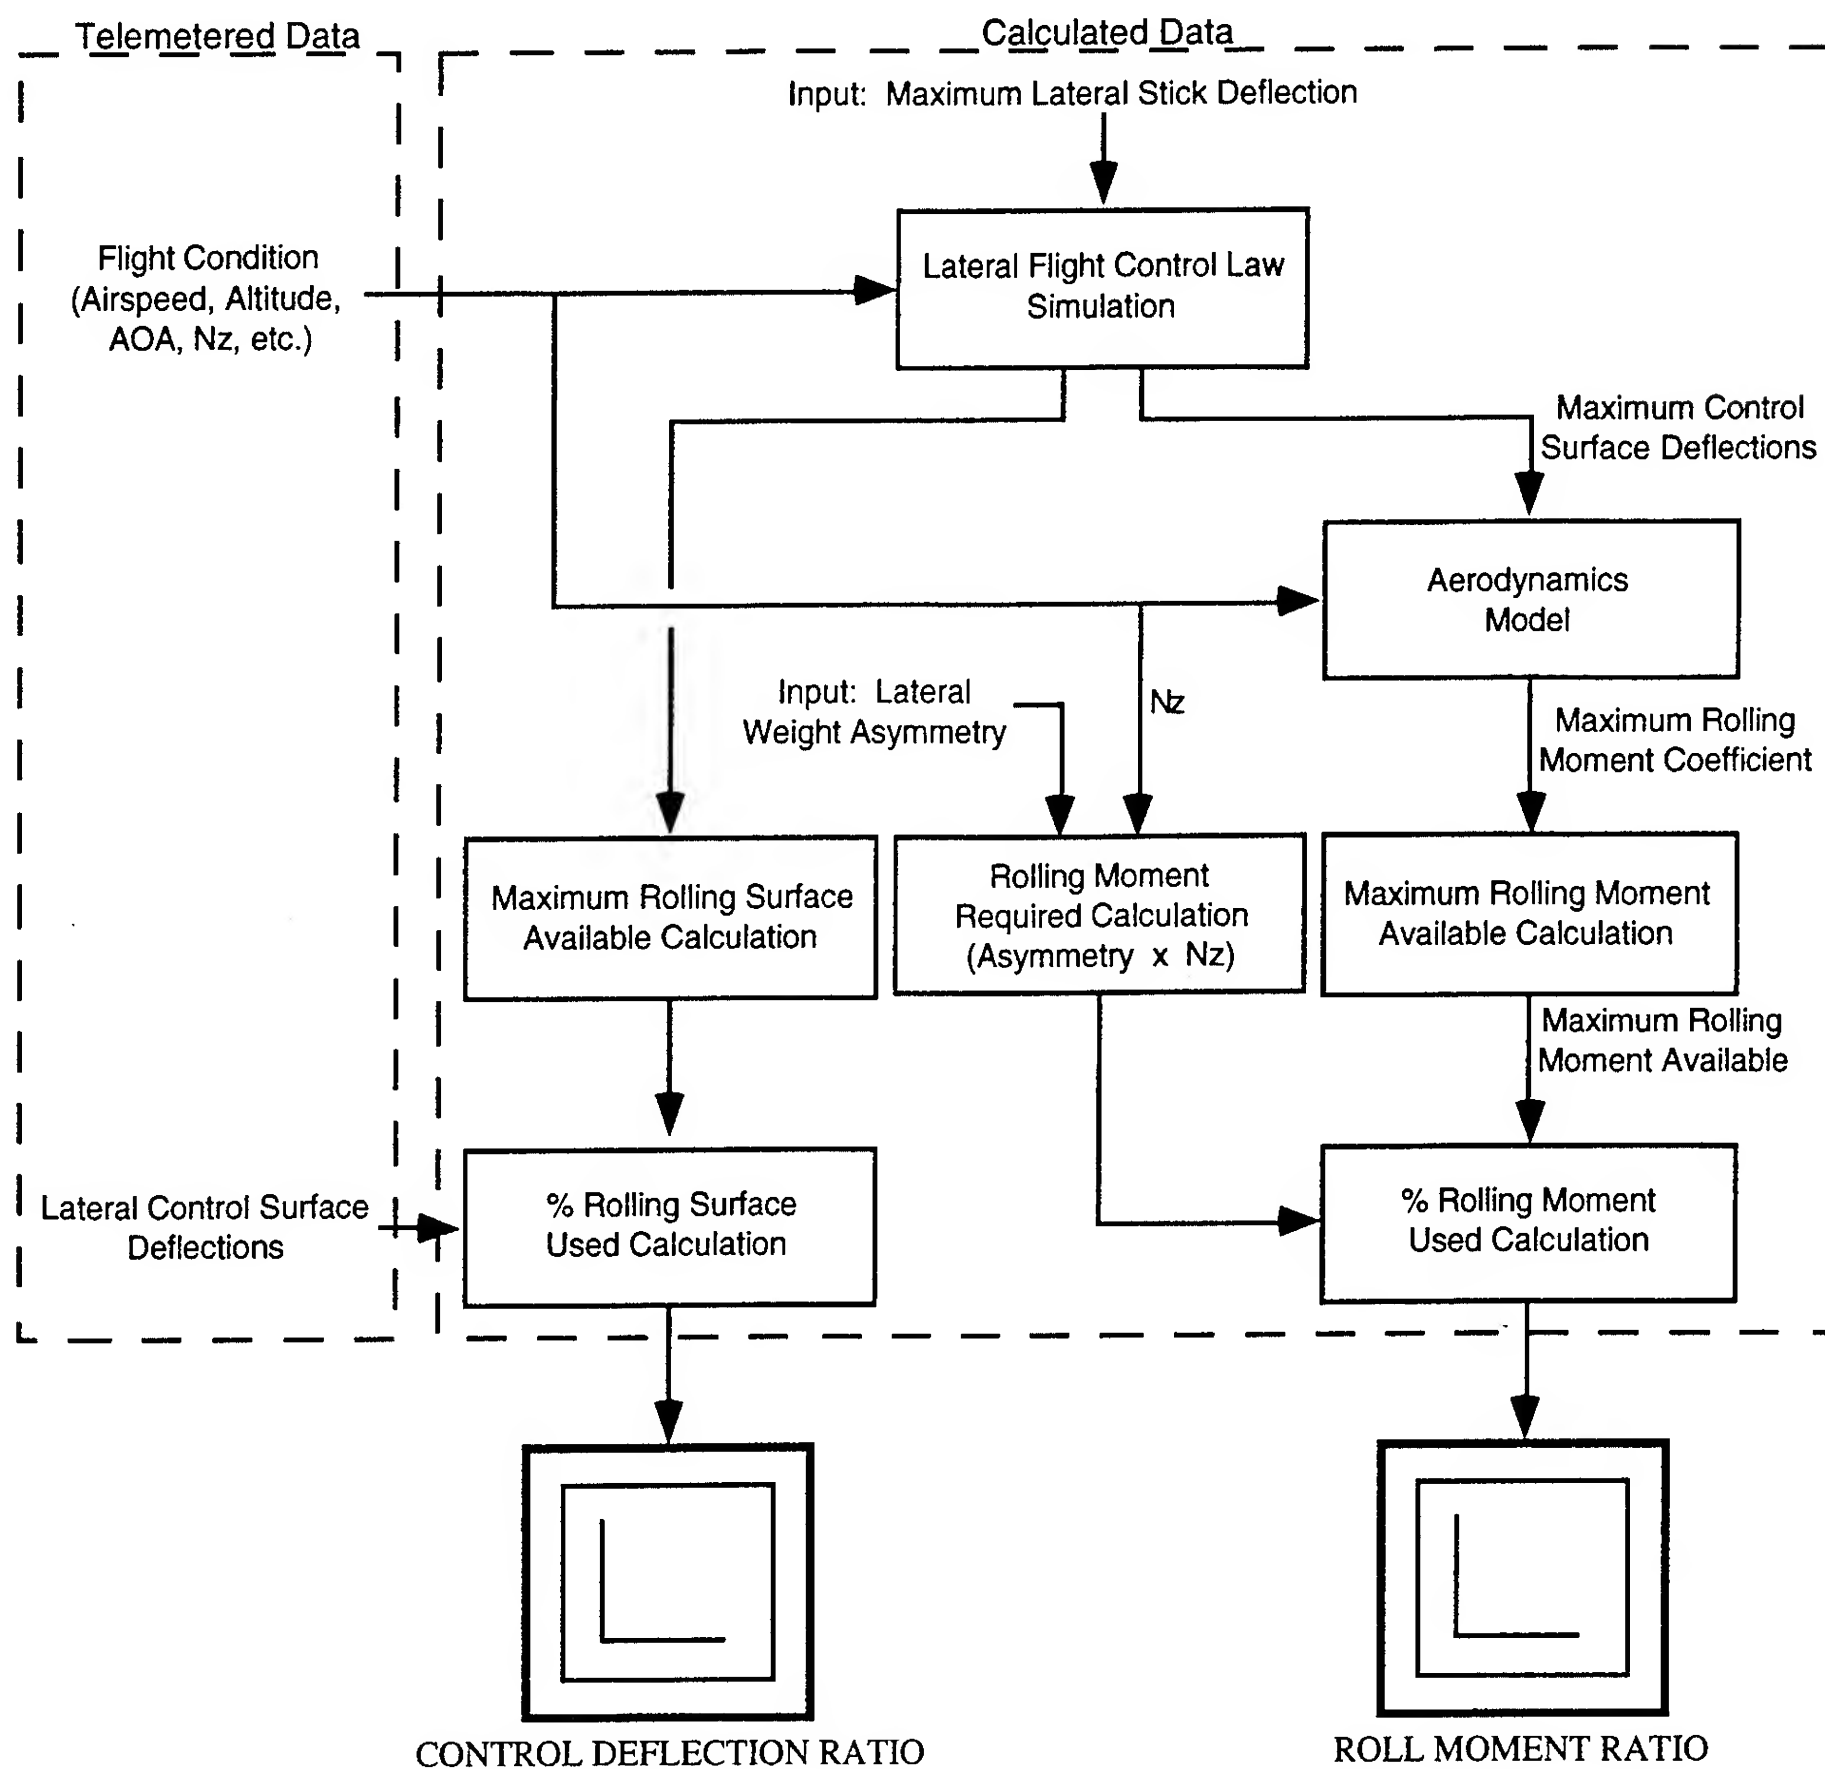 Telemetered Data
Calculated Data
Input: Maximum Lateral Stick Deflection
Flight Condition
(Airspeed, Altitude,
AOA, Nz, etc.)
Lateral Flight Control Law
Simulation
Maximum Control
Surface Deflections
Aerodynamics
Model
Input: Lateral
Weight Asymmetry
Nz
Maximum Rolling
Moment Coefficient
Maximum Rolling Surface
Available Calculation
Rolling Moment
Required Calculation
(Asymmetry x Nz)
Maximum Rolling Moment
Available Calculation
Maximum Rolling
Moment Available
Lateral Control Surface
Deflections
% Rolling Surface
Used Calculation
% Rolling Moment
Used Calculation
CONTROL DEFLECTION RATIO
ROLL MOMENT RATIO